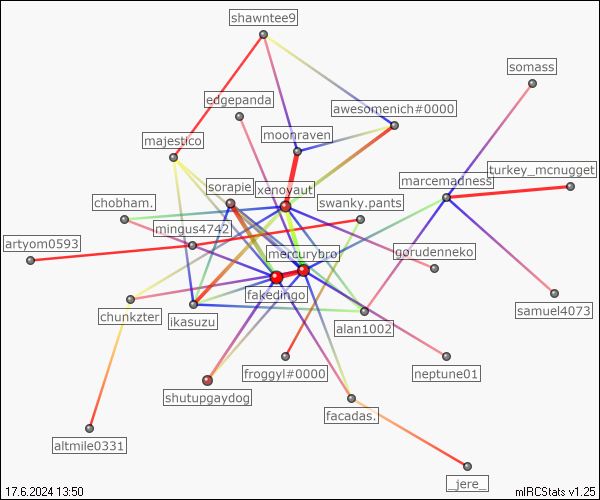 shawntee9
somass
edgepanda
awesomenich#0000
moonraven
majestico
turkey_mcnugget
marcemadness
sorapie
xenoyaut
chobham.
swanky.pants
mingus4742
artyom0593
mercurybro
gorudenneko
fakedingo
samuel4073
chunkzter
ikasuzu
alan1002
froggyl#0000
neptune01
shutupgaydog
facadas.
altmile0331
_jere_
17.6.2024 13:50
mIRCStats v1.25